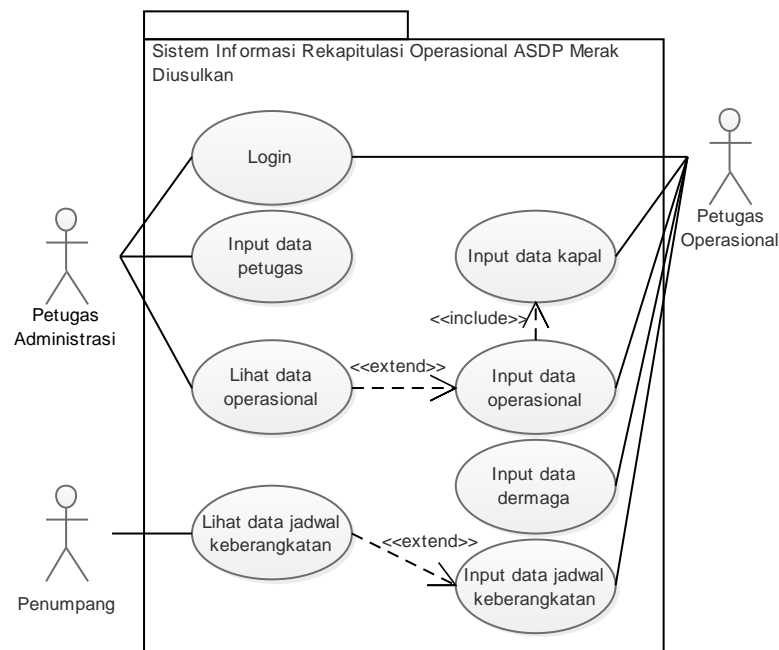 Sistem Informasi Rekapitulasi Operasional ASDP Merak
Diusulkan
Login
Petugas
Operasional
Input data
petugas
Input data kapal
Petugas
Administrasi
<<include>>
Lihat data
operasional
<<extend>>
Input data
operasional
Input data
dermaga
Lihat data jadwal
keberangkatan
<<extend>>
Input data jadwal
keberangkatan
Penumpang